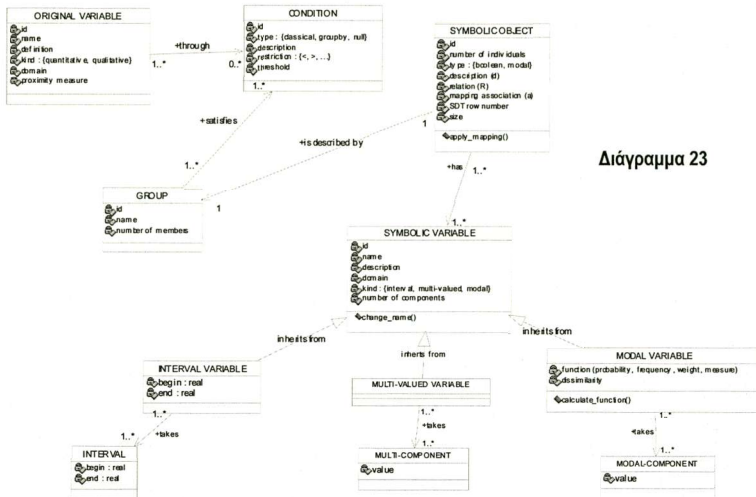 ORIGINAL VARIABLE
id
name
definition
kind : {quantitative, qualitative}
domain
proximity measure
+through
1..*
0..*
CONDITION
id
type : {classical, groupby, null}
description
restriction : {<, >, ...}
threshold
1..*
+satisfies
1..*
GROUP
id
name
number of members
+is described by
1
1
SYMBOLIC OBJECT
id
number of individuals
type : {boolean, modal}
description (d)
relation (R)
mapping association (a)
SDT row number
size
apply_mapping()
Διάγραμμα 23
+has
1..*
1..*
SYMBOLIC VARIABLE
id
name
description
domain
kind : {interval, multi-valued, modal}
number of components
change_name()
inherits from
inherits from
inherits from
INTERVAL VARIABLE
begin : real
end : real
1..*
+takes
1..*
INTERVAL
begin : real
end : real
MULTI-VALUED VARIABLE
1..*
+takes
1..*
MULTI-COMPONENT
value
MODAL VARIABLE
function (probability, frequency, weight, measure)
dissimilarity
calculate_function()
1..*
+takes
1..*
MODAL-COMPONENT
value